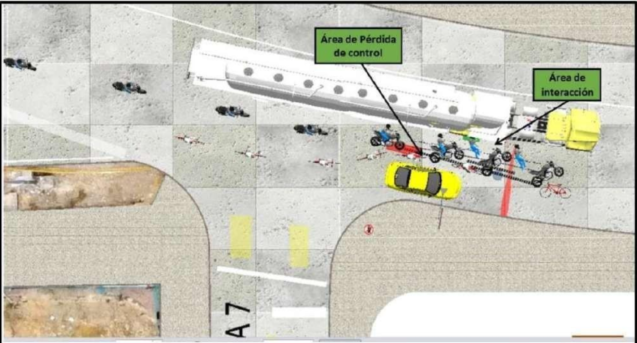 Área de Pérdida
de control
Área de
interacción
A 7